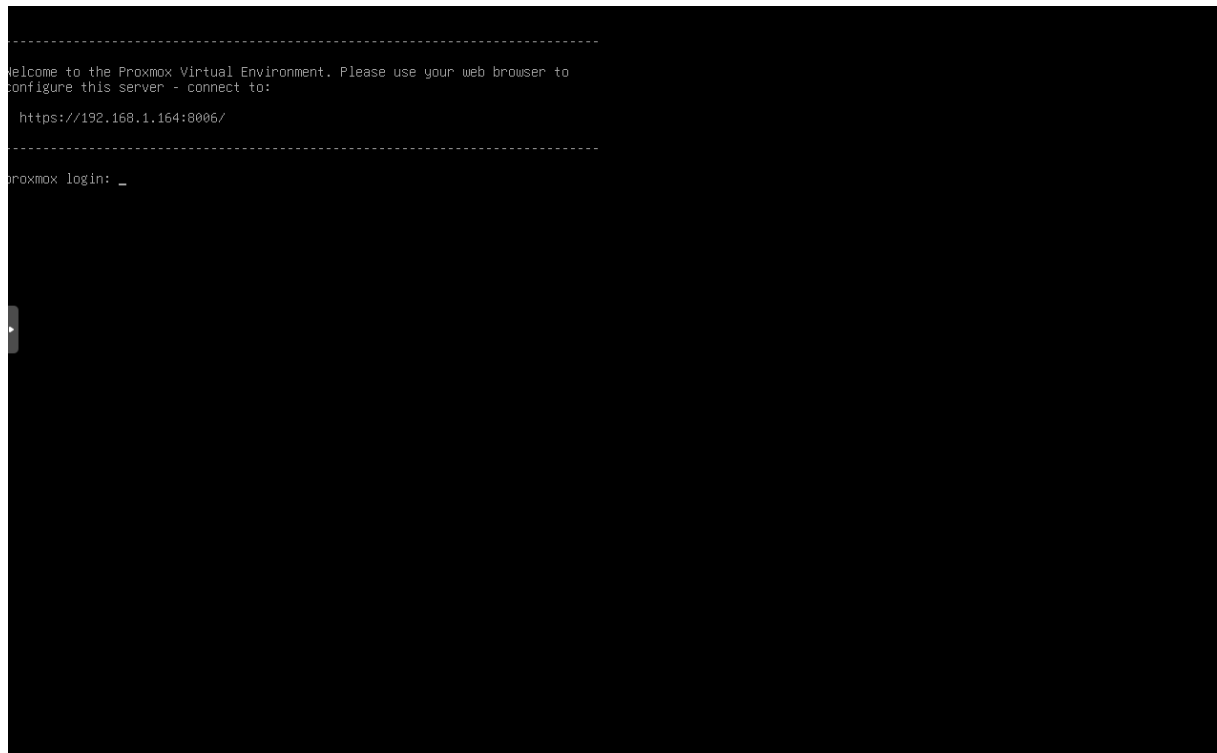 ------------------------------------------------------------------------------
Welcome to the Proxmox Virtual Environment. Please use your web browser to
configure this server - connect to:
https://192.168.1.164:8006/
------------------------------------------------------------------------------
proxmox login: _